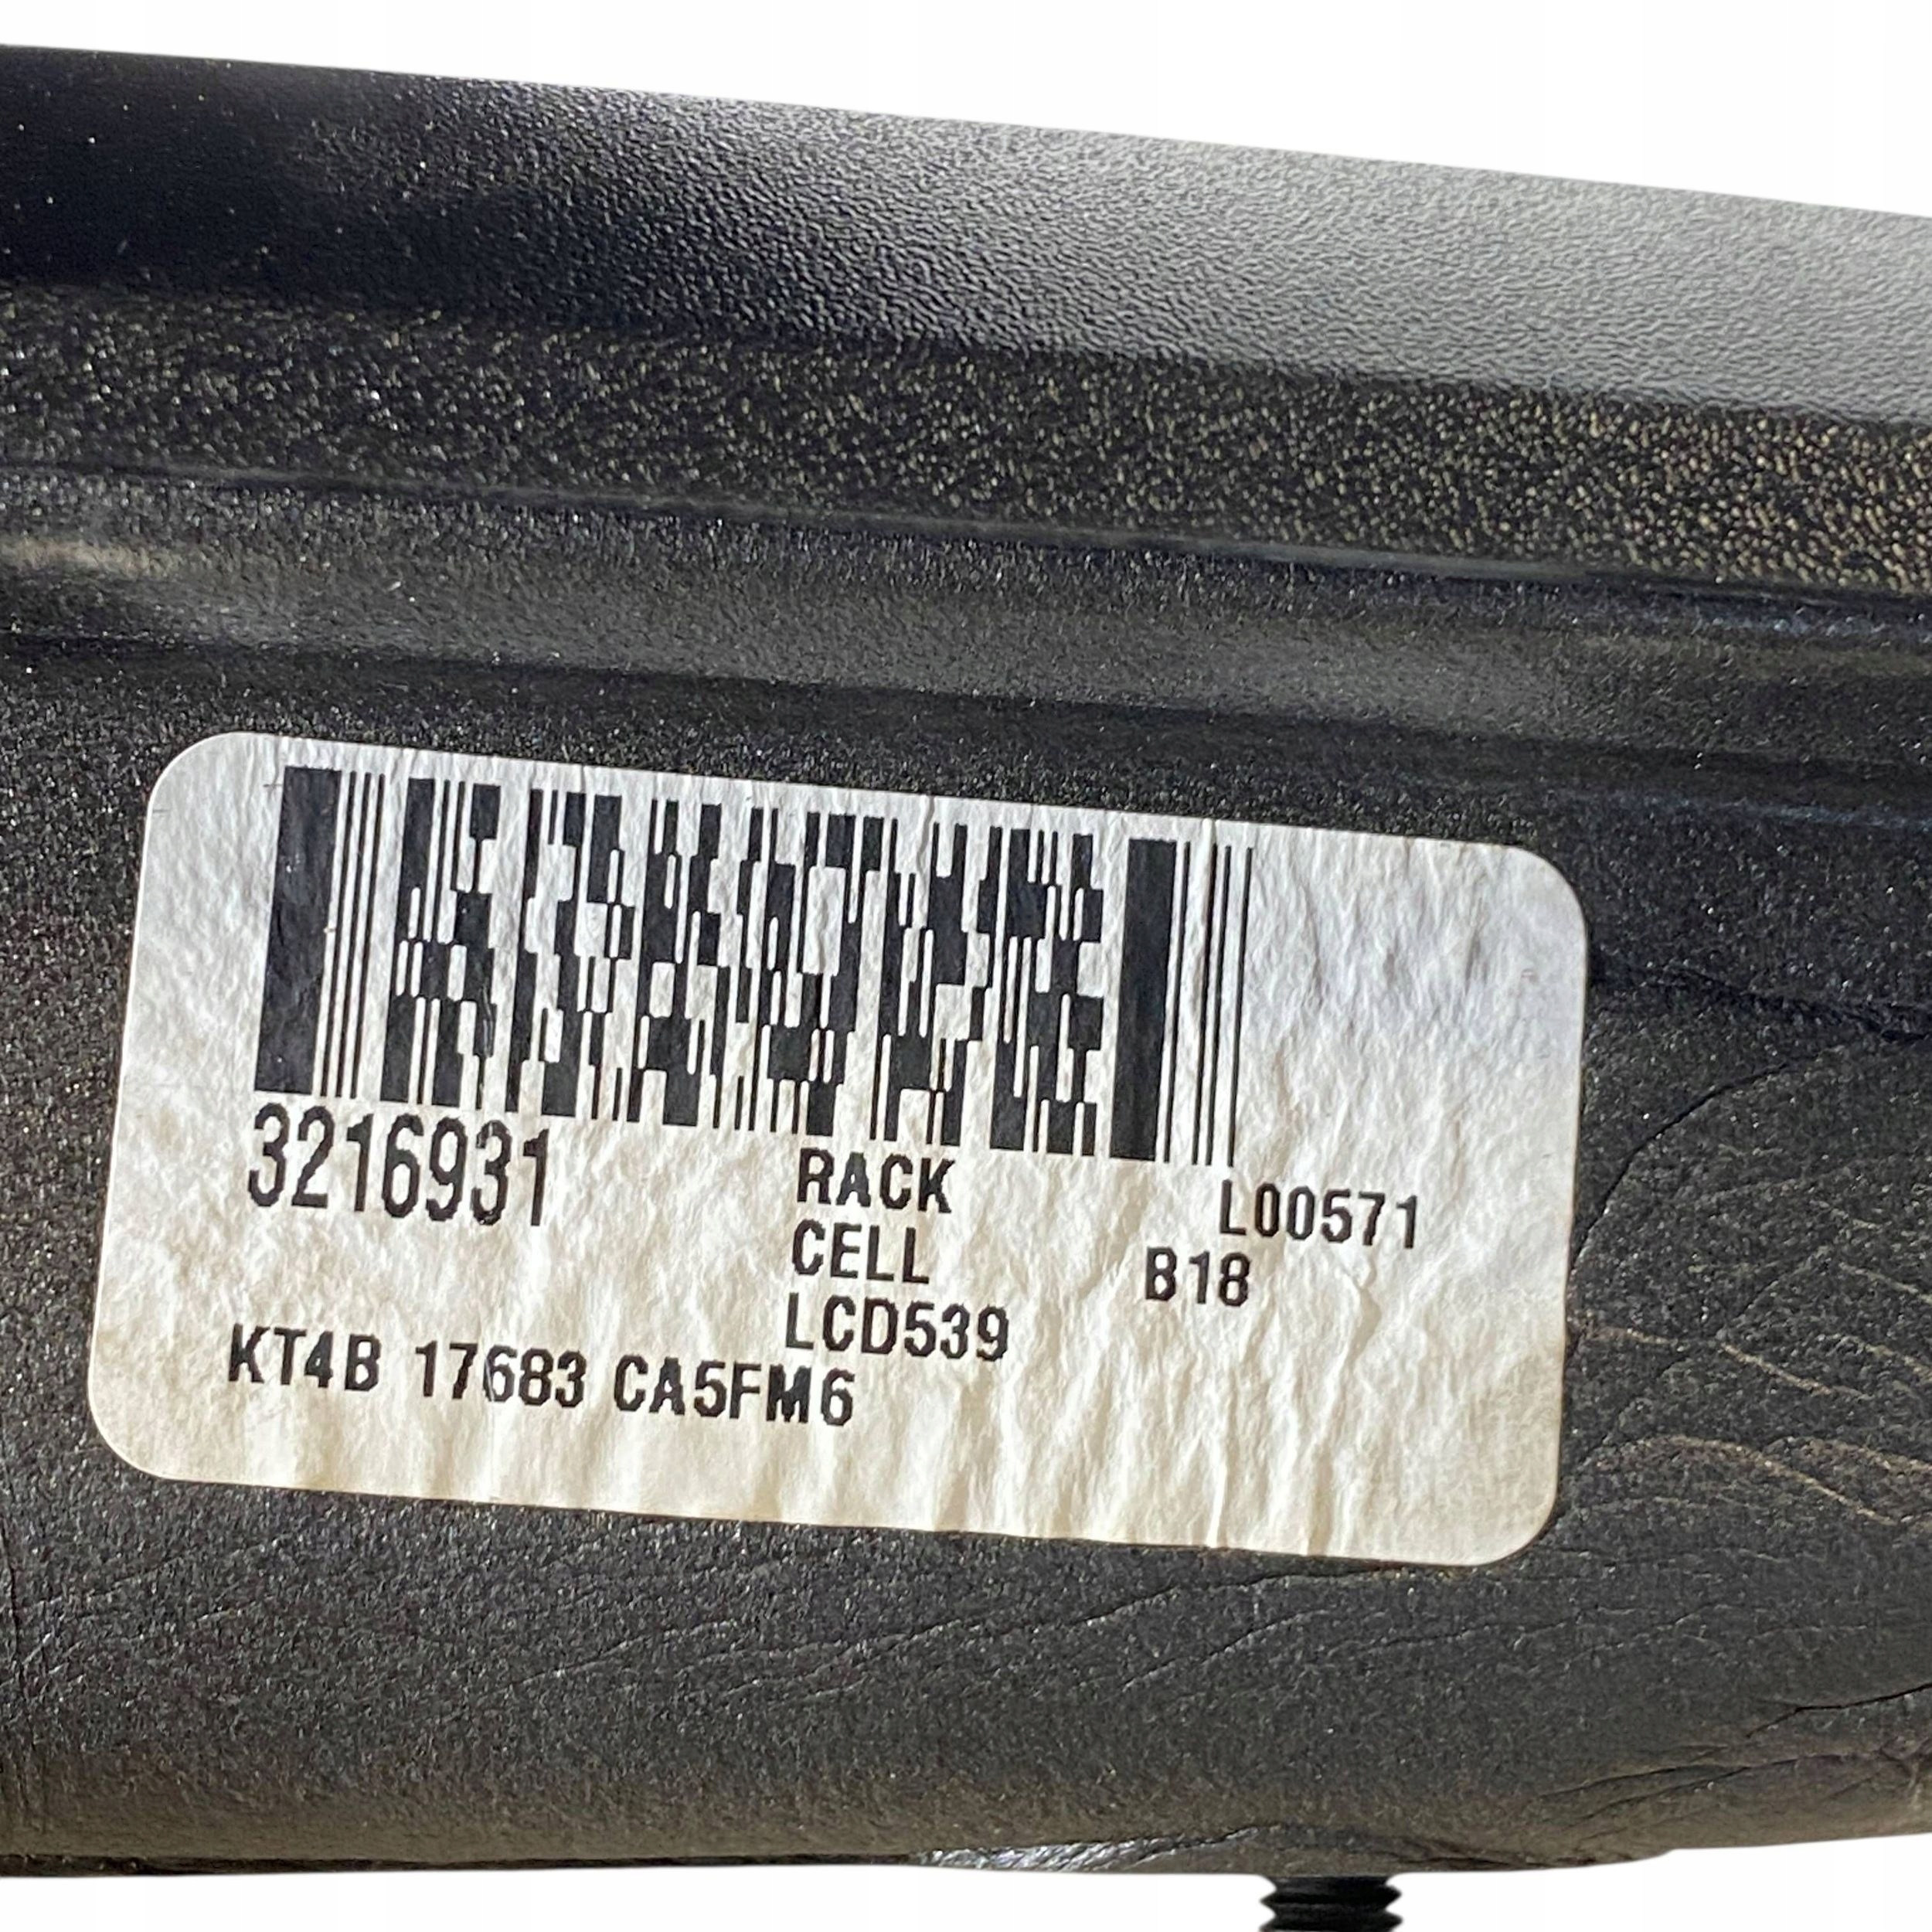 3216931 RACK L00571
CELL B18
LCD539
KT4B 17683 CA5FM6